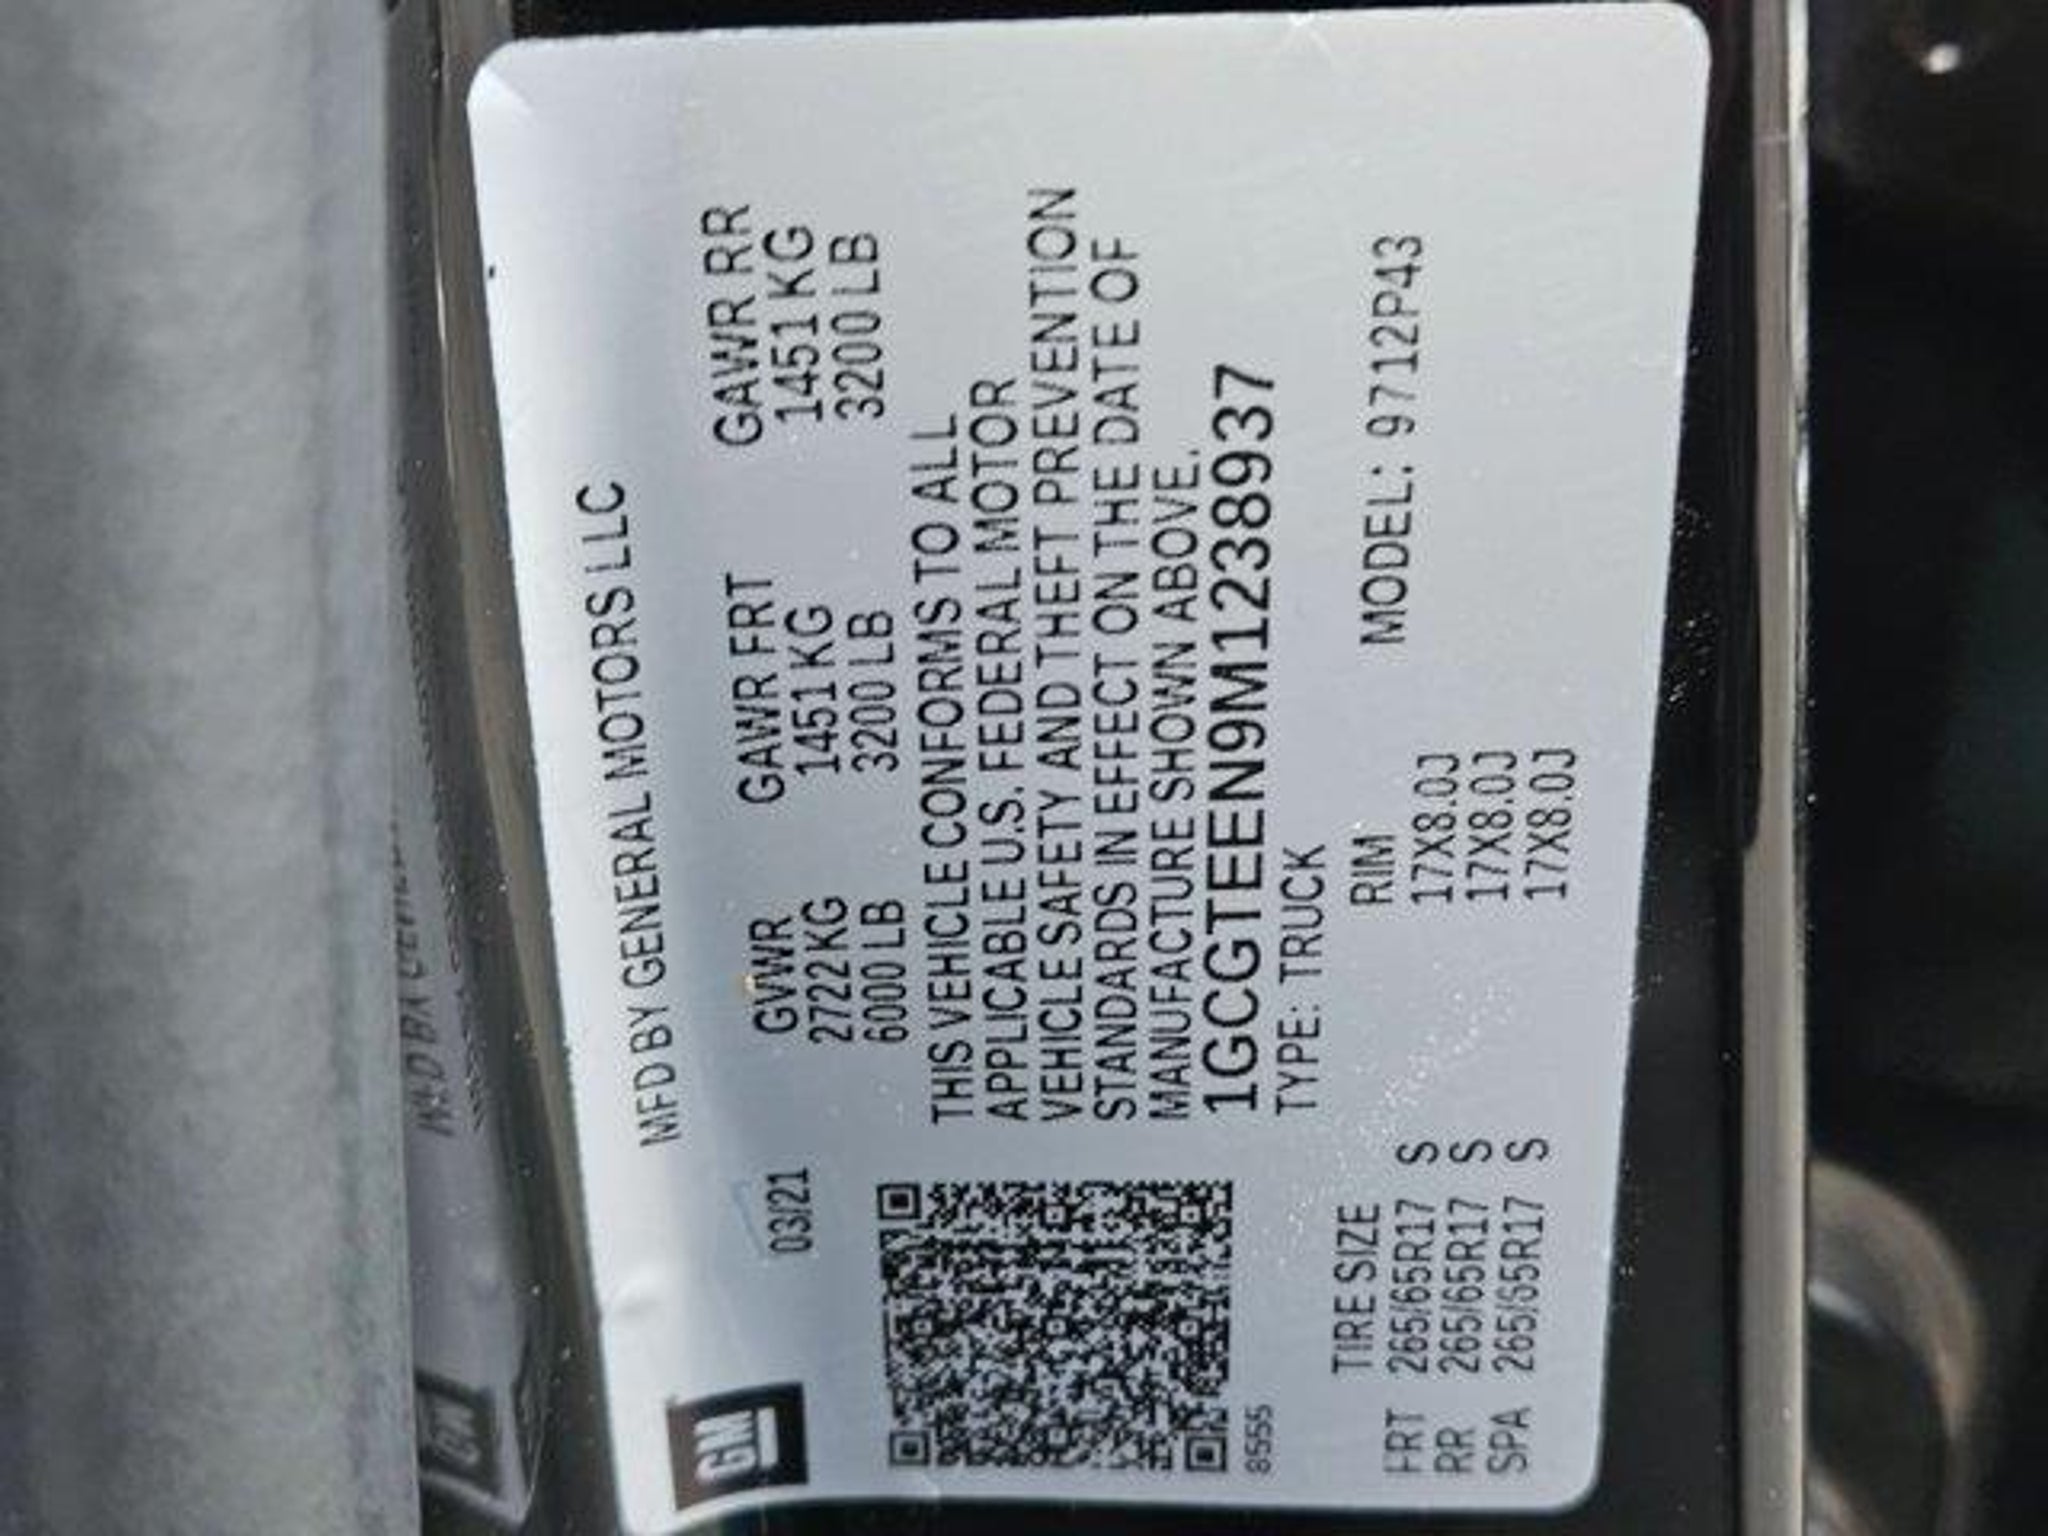 MFD BY GENERAL MOTORS LLC
GM
03/21
GVWR GAWR FRT GAWR RR
2722 KG 1451 KG 1451 KG
6000 LB 3200 LB 3200 LB
THIS VEHICLE CONFORMS TO ALL
APPLICABLE U.S. FEDERAL MOTOR
VEHICLE SAFETY AND THEFT PREVENTION
STANDARDS IN EFFECT ON THE DATE OF
MANUFACTURE SHOWN ABOVE.
1GCGTEEN9M1238937
8555 TYPE: TRUCK
TIRE SIZE RIM MODEL: 9712P43
FRT 265/65R17 S 17X8.0J
RR 265/65R17 S 17X8.0J
SPA 265/65R17 S 17X8.0J